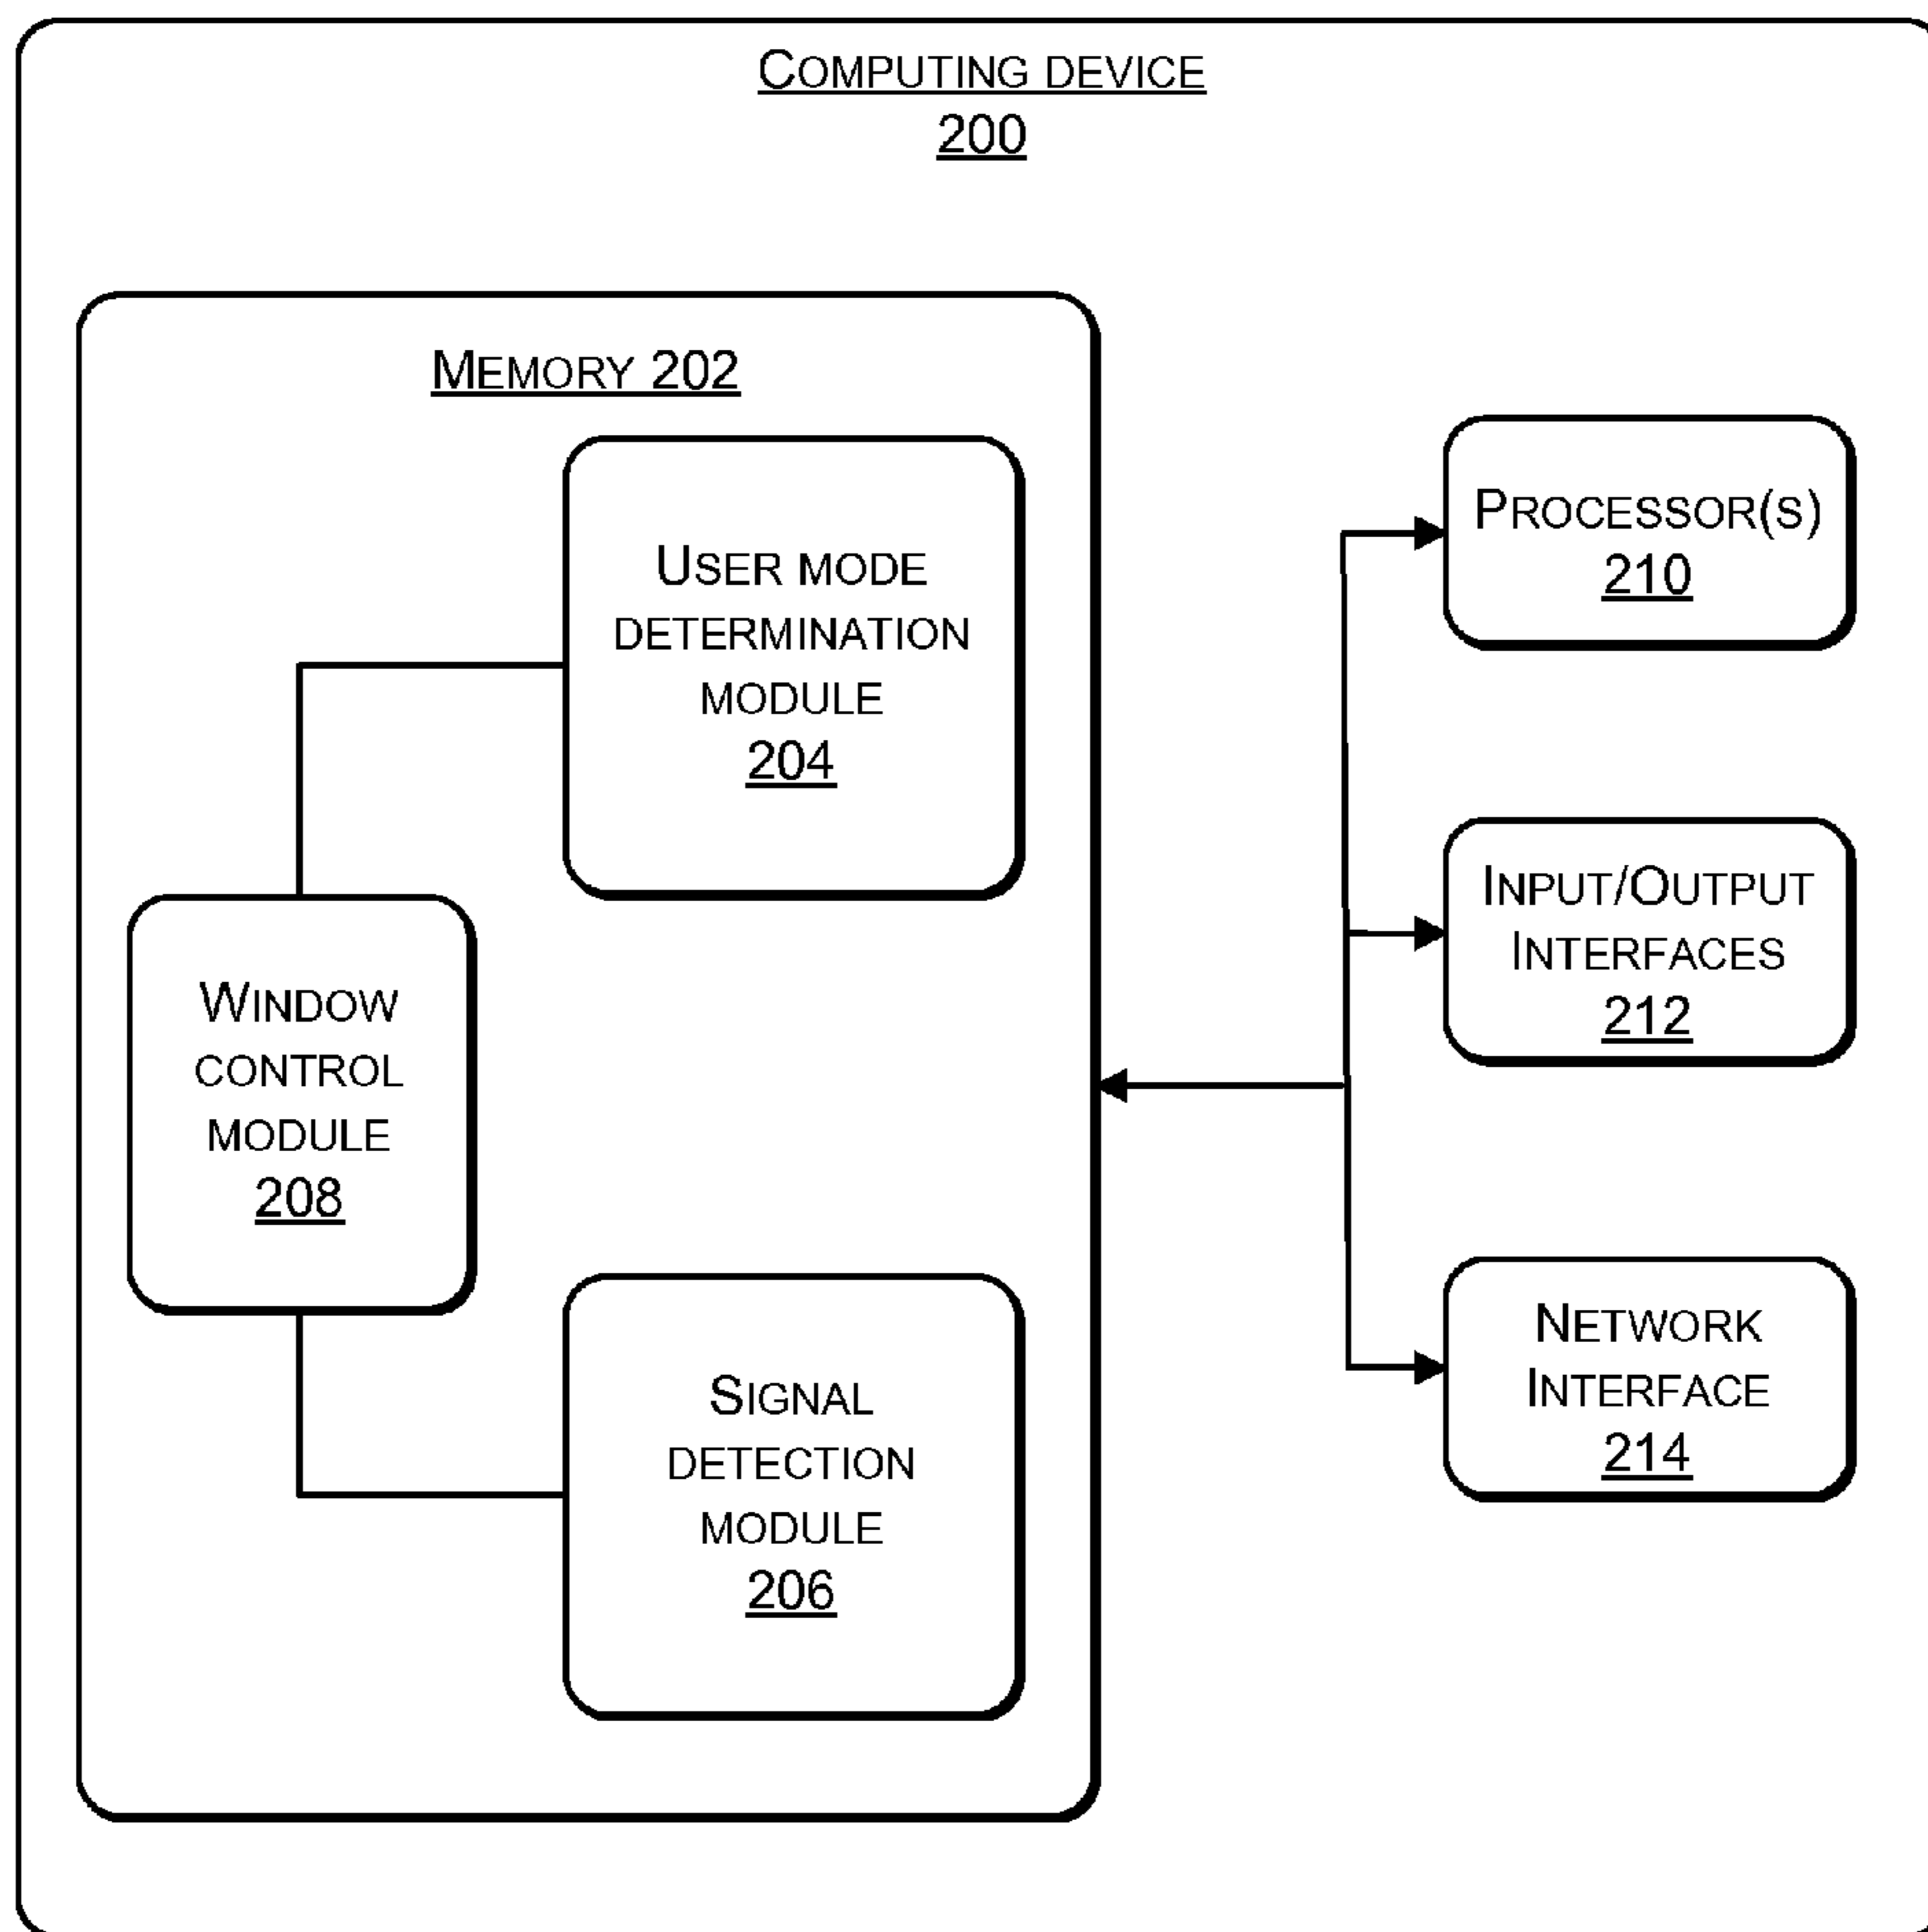 COMPUTING DEVICE
200
MEMORY 202
USER MODE
DETERMINATION
MODULE
204
WINDOW
CONTROL
MODULE
208
SIGNAL
DETECTION
MODULE
206
PROCESSOR(S)
210
INPUT/OUTPUT
INTERFACES
212
NETWORK
INTERFACE
214